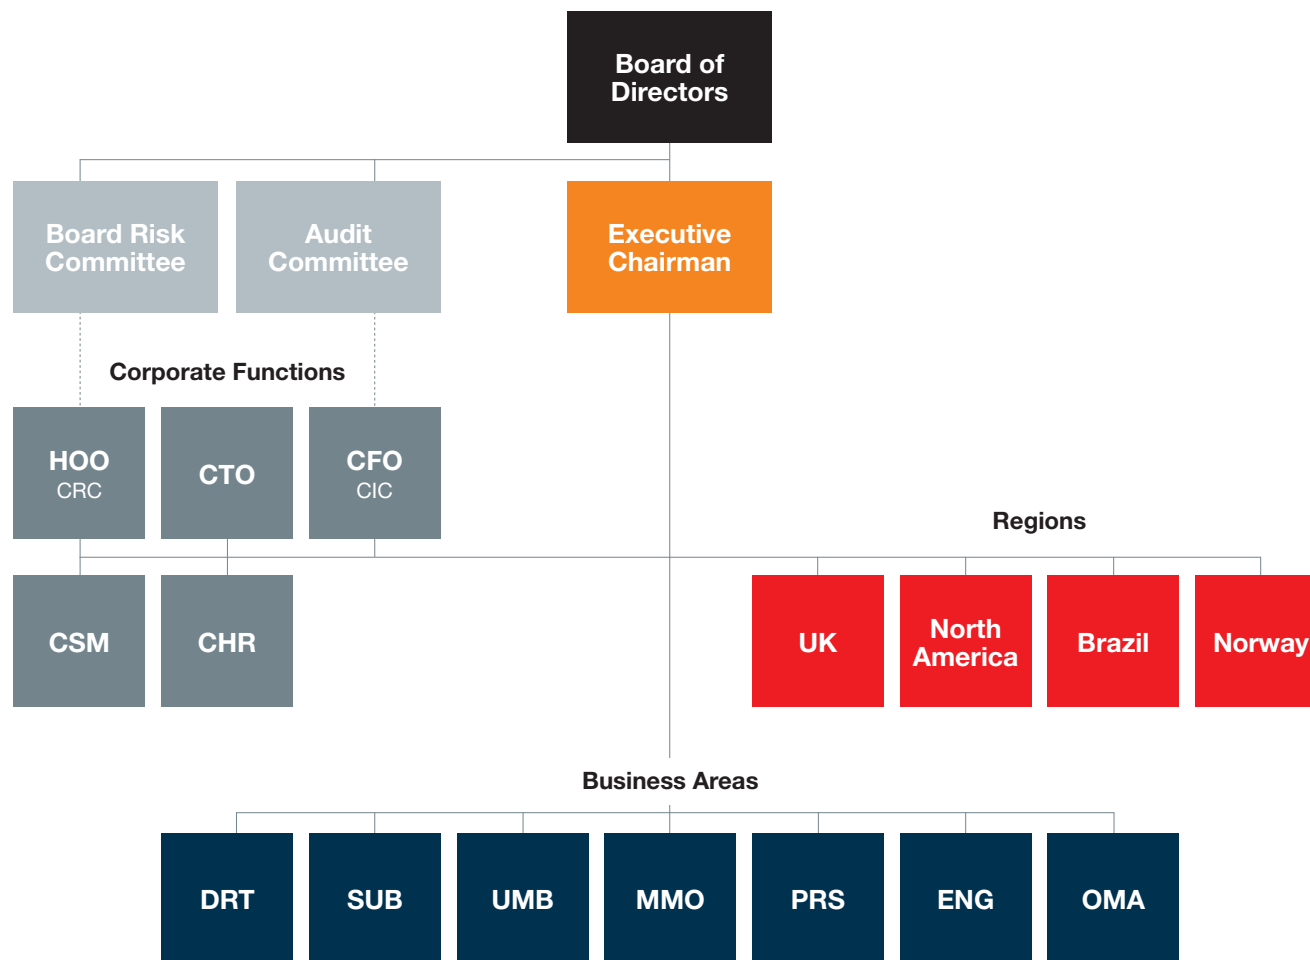 Board of
Directors
Board Risk
Committee
Audit
Committee
Executive
Chairman
Corporate Functions
HOO
CRC
CTO
CFO
CIC
Regions
CSM
CHR
UK
North
America
Brazil
Norway
Business Areas
DRT
SUB
UMB
MMO
PRS
ENG
OMA